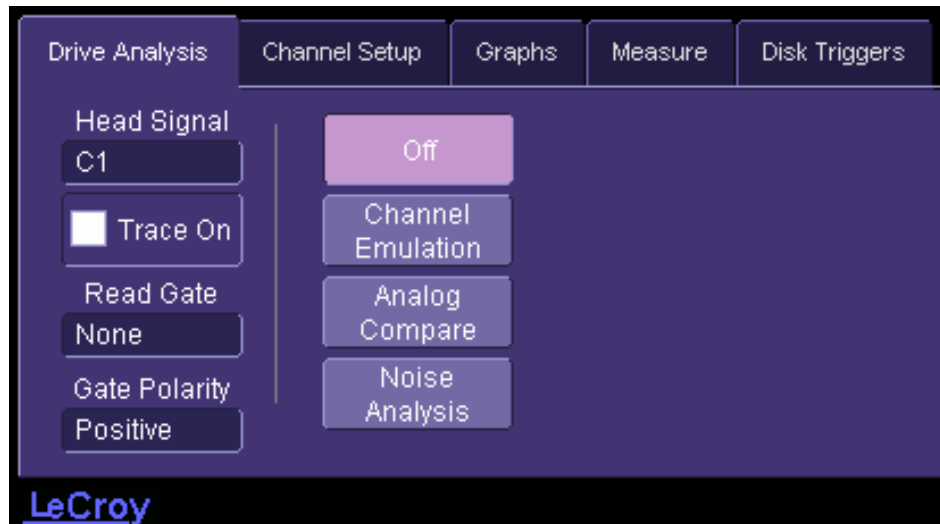 Drive Analysis
Channel Setup
Graphs
Measure
Disk Triggers
Head Signal
C1
Trace On
Read Gate
None
Gate Polarity
Positive
Off
Channel
Emulation
Analog
Compare
Noise
Analysis
LeCroy